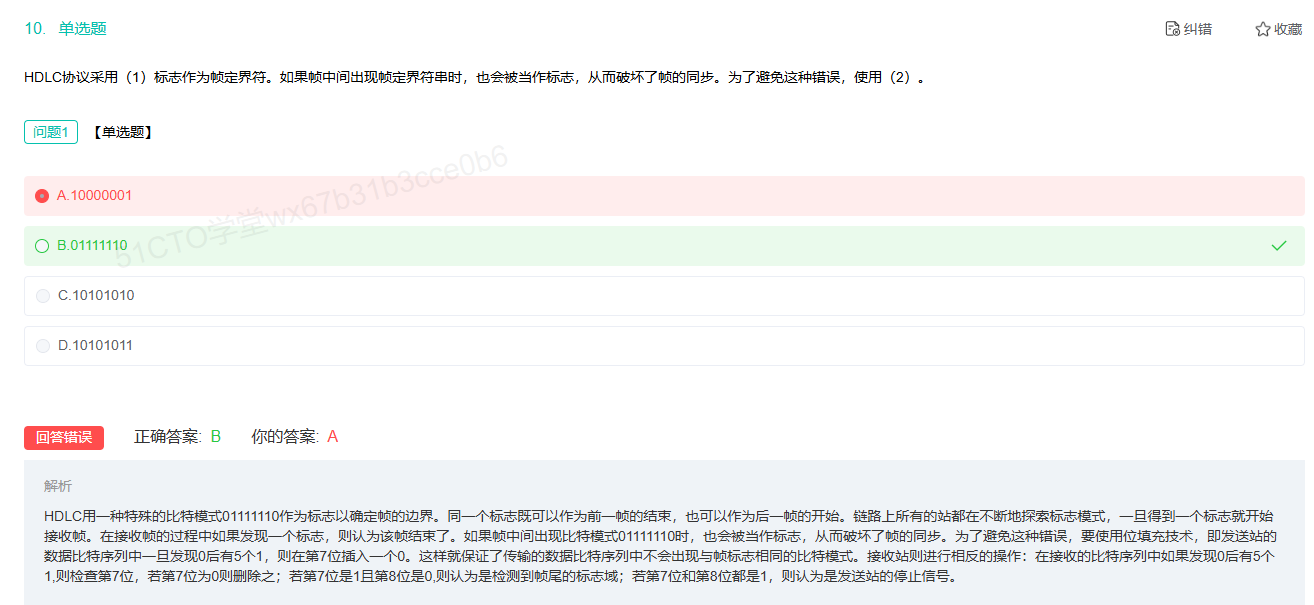 10. 单选题
纠错
收藏
HDLC协议采用（1）标志作为帧定界符。如果帧中间出现帧定界符串时，也会被当作标志，从而破坏了帧的同步。为了避免这种错误，使用（2）。
问题1 【单选题】
A.10000001
B.01111110
C.10101010
D.10101011
51CTO学堂wx67b31b3cce0b6
回答错误 正确答案: B 你的答案: A
解析
HDLC用一种特殊的比特模式01111110作为标志以确定帧的边界。同一个标志既可以作为前一帧的结束，也可以作为后一帧的开始。链路上所有的站都在不断地探索标志模式，一旦得到一个标志就开始
接收帧。在接收帧的过程中如果发现一个标志，则认为该帧结束了。如果帧中间出现比特模式01111110时，也会被当作标志，从而破坏了帧的同步。为了避免这种错误，要使用位填充技术，即发送站的
数据比特序列中一旦发现0后有5个1，则在第7位插入一个0。这样就保证了传输的数据比特序列中不会出现与帧标志相同的比特模式。接收站则进行相反的操作：在接收的比特序列中如果发现0后有5个
1,则检查第7位，若第7位为0则删除之；若第7位是1且第8位是0,则认为是检测到帧尾的标志域；若第7位和第8位都是1，则认为是发送站的停止信号。